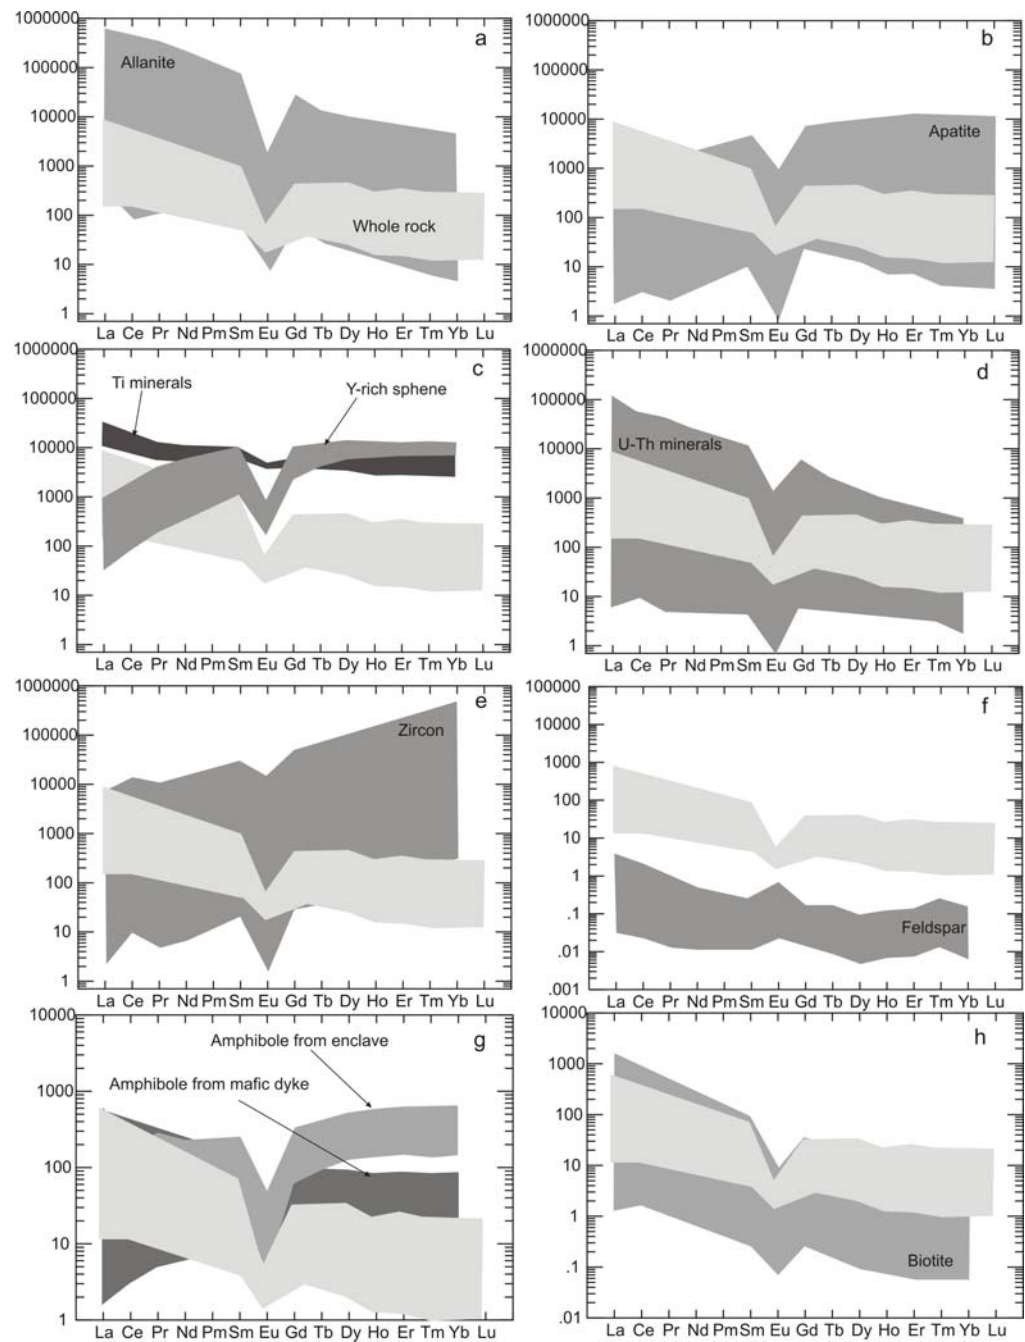 1000000
100000
10000
1000
100
10
1
a
Allanite
Whole rock
La Ce Pr Nd Pm Sm Eu Gd Tb Dy Ho Er Tm Yb Lu
1000000
100000
10000
1000
100
10
1
b
Apatite
La Ce Pr Nd Pm Sm Eu Gd Tb Dy Ho Er Tm Yb Lu
1000000
100000
10000
1000
100
10
1
c
Ti minerals
Y-rich sphene
La Ce Pr Nd Pm Sm Eu Gd Tb Dy Ho Er Tm Yb Lu
1000000
100000
10000
1000
100
10
1
d
U-Th minerals
La Ce Pr Nd Pm Sm Eu Gd Tb Dy Ho Er Tm Yb Lu
1000000
100000
10000
1000
100
10
1
e
Zircon
La Ce Pr Nd Pm Sm Eu Gd Tb Dy Ho Er Tm Yb Lu
100000
10000
1000
100
10
1
.1
.01
.001
f
Feldspar
La Ce Pr Nd Pm Sm Eu Gd Tb Dy Ho Er Tm Yb Lu
10000
1000
100
10
1
g
Amphibole from enclave
Amphibole from mafic dyke
La Ce Pr Nd Pm Sm Eu Gd Tb Dy Ho Er Tm Yb Lu
10000
1000
100
10
1
.1
.01
h
Biotite
La Ce Pr Nd Pm Sm Eu Gd Tb Dy Ho Er Tm Yb Lu